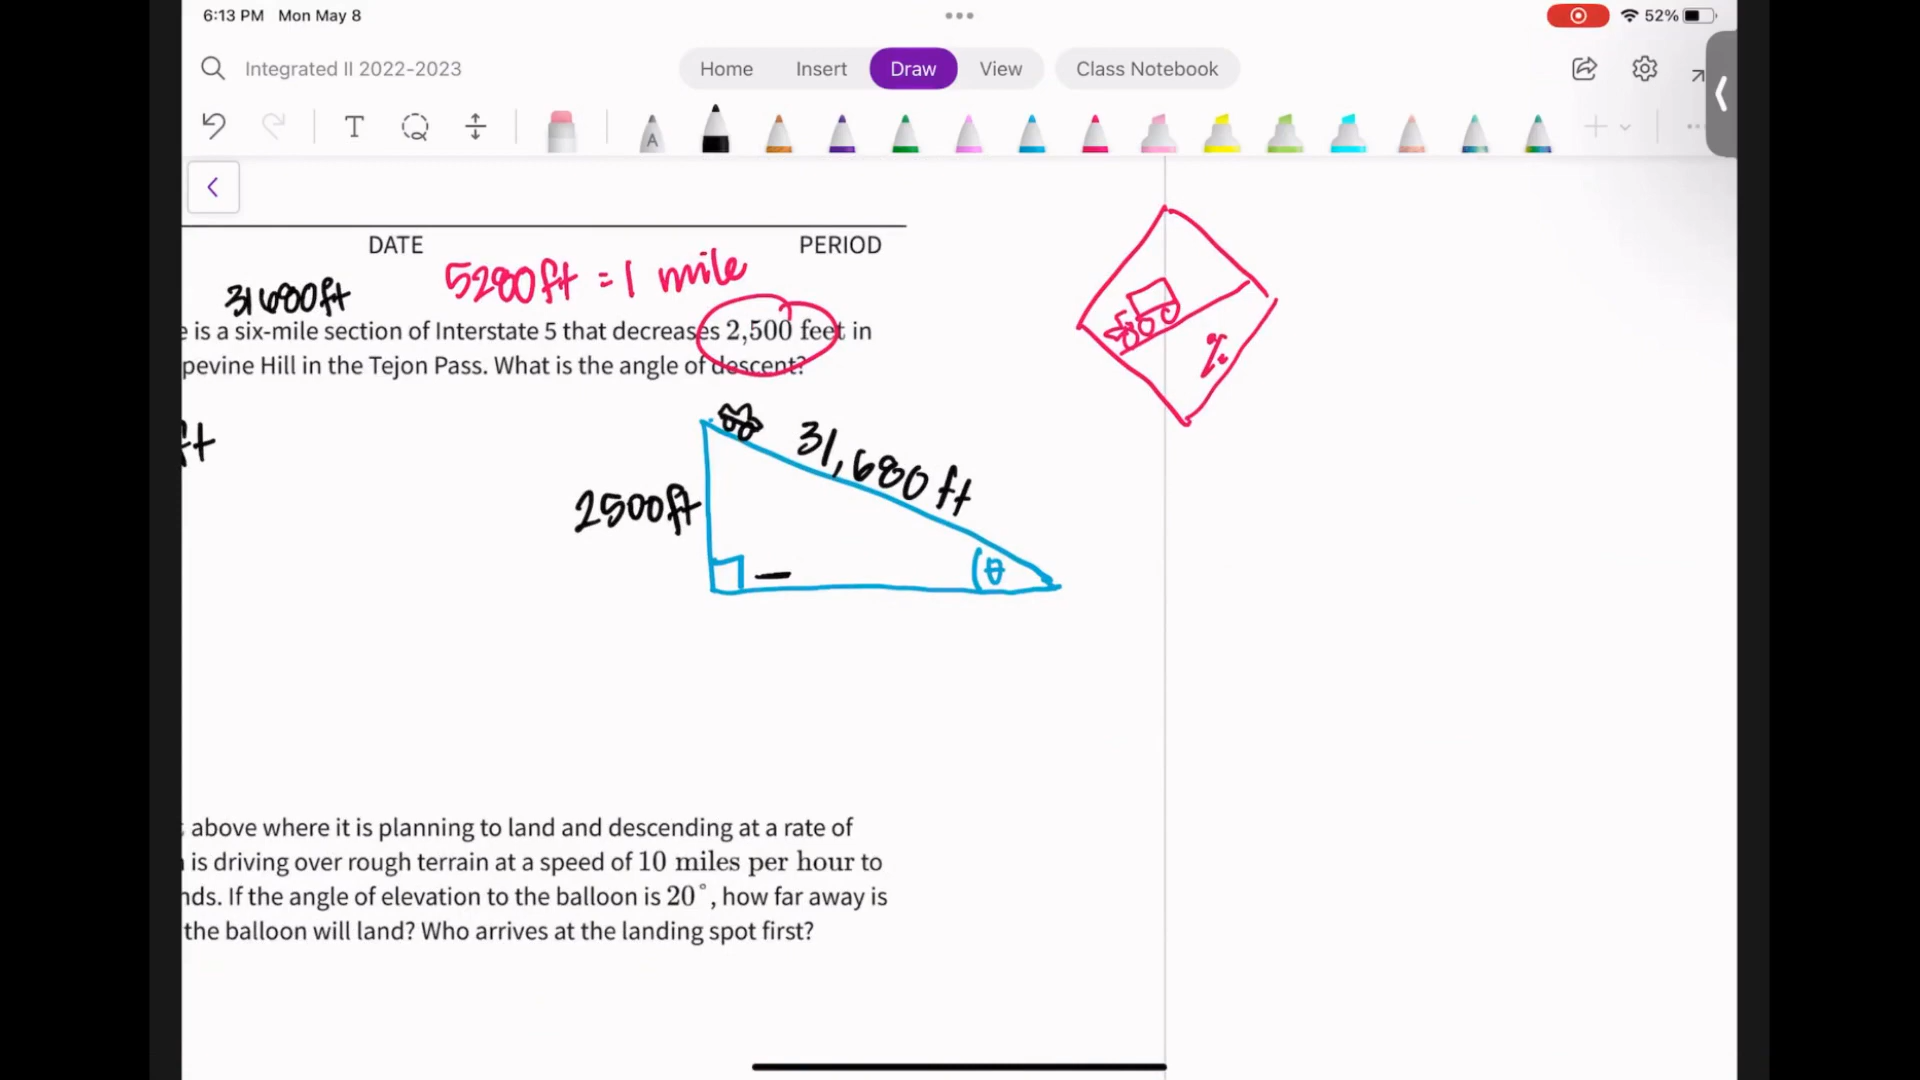 6:13 PM Mon May 8
52%
Integrated II 2022-2023
Home Insert Draw View Class Notebook
T A
DATE PERIOD
31680ft 5280ft = 1 mile
e is a six-mile section of Interstate 5 that decreases 2,500 feet in
pevine Hill in the Tejon Pass. What is the angle of descent?
%
ft
31,680 ft
2500ft
θ
above where it is planning to land and descending at a rate of
is driving over rough terrain at a speed of 10 miles per hour to
nds. If the angle of elevation to the balloon is 20°, how far away is
the balloon will land? Who arrives at the landing spot first?